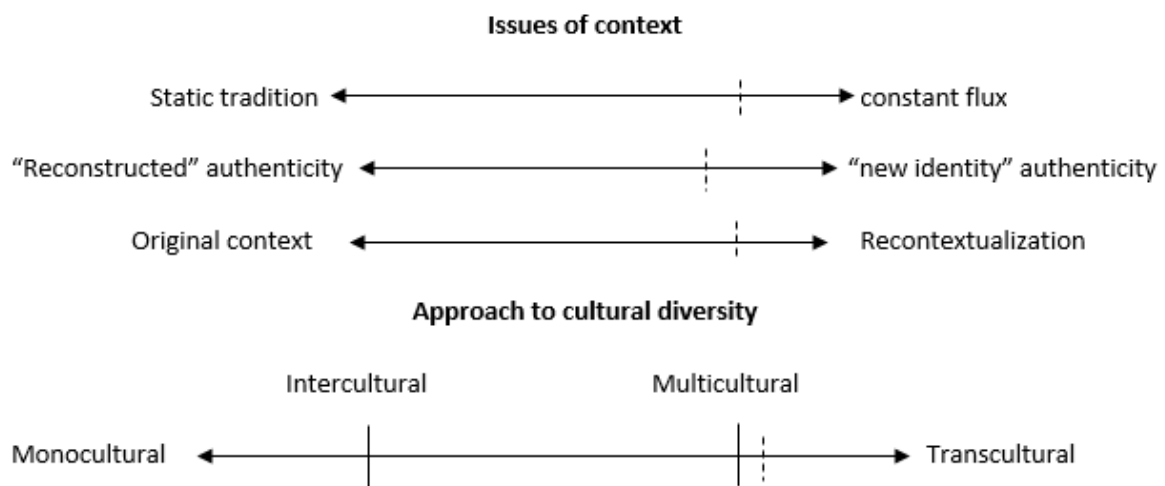 Issues of context
Static tradition constant flux
“Reconstructed” authenticity “new identity” authenticity
Original context Recontextualization
Approach to cultural diversity
Intercultural Multicultural
Monocultural Transcultural